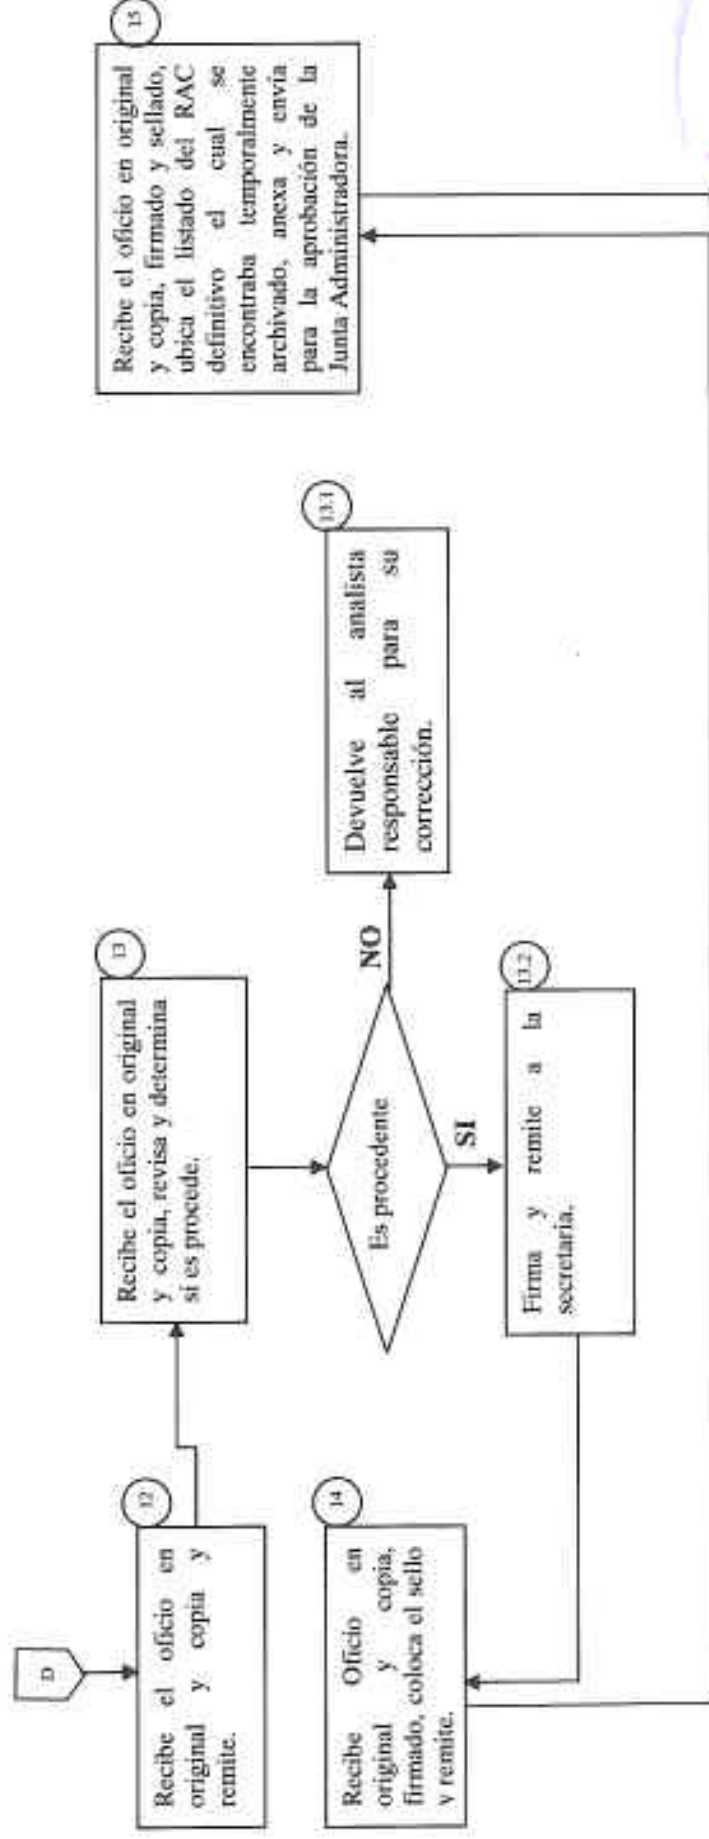 D
12
Recibe el oficio en
original y copia y
remite.
13
Recibe el oficio en original
y copia, revisa y determina
si es procede.
Es procedente
NO
13.1
Devuelve al analista
responsable para su
corrección.
SI
13.2
Firma y remite a la
secretaria.
14
Recibe Oficio en
original y copia,
firmado, coloca el sello
y remite.
15
Recibe el oficio en original
y copia, firmado y sellado,
ubica el listado del RAC
definitivo el cual se
encontraba temporalmente
archivado, anexa y envía
para la aprobación de la
Junta Administradora.